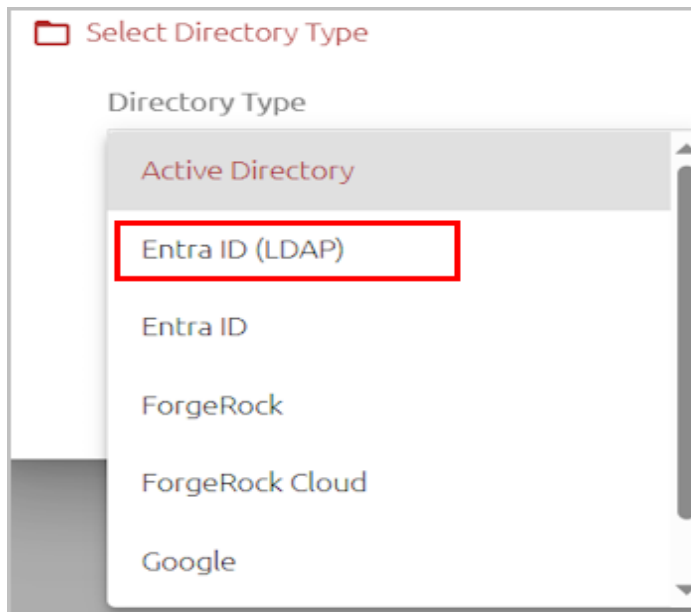 Select Directory Type
Directory Type
Active Directory
Entra ID (LDAP)
Entra ID
ForgeRock
ForgeRock Cloud
Google